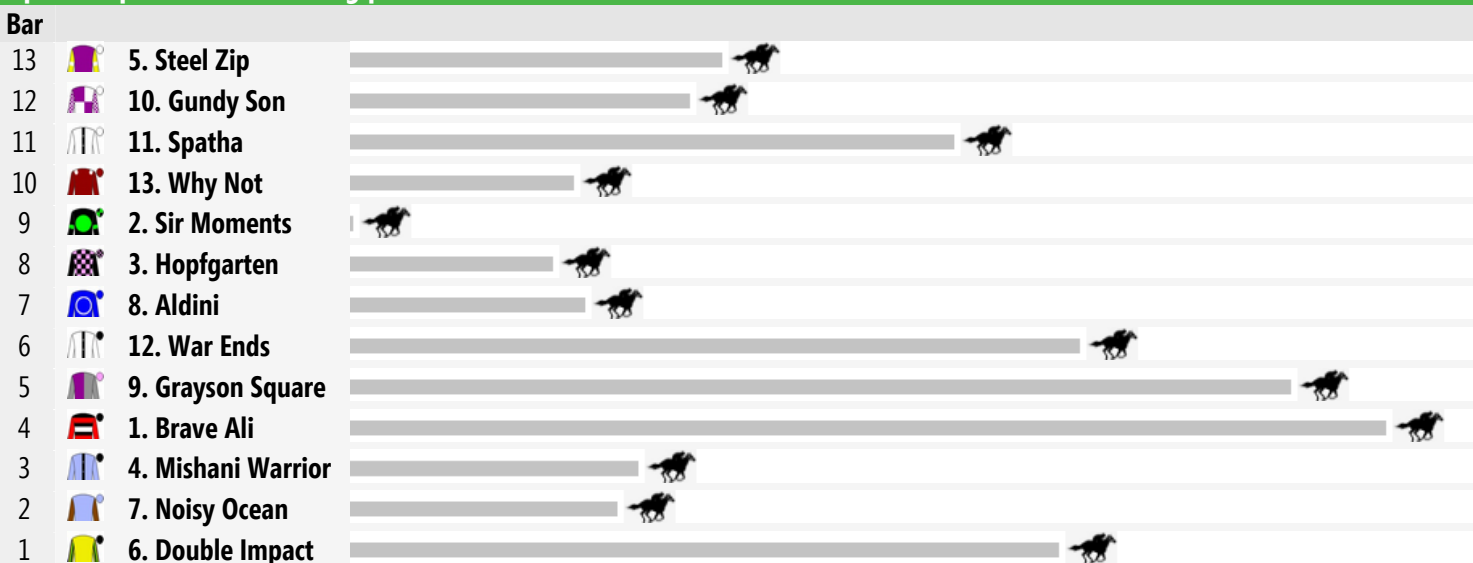 Bar
13 5. Steel Zip
12 10. Gundy Son
11 11. Spatha
10 13. Why Not
9 2. Sir Moments
8 3. Hopfgarten
7 8. Aldini
6 12. War Ends
5 9. Grayson Square
4 1. Brave Ali
3 4. Mishani Warrior
2 7. Noisy Ocean
1 6. Double Impact